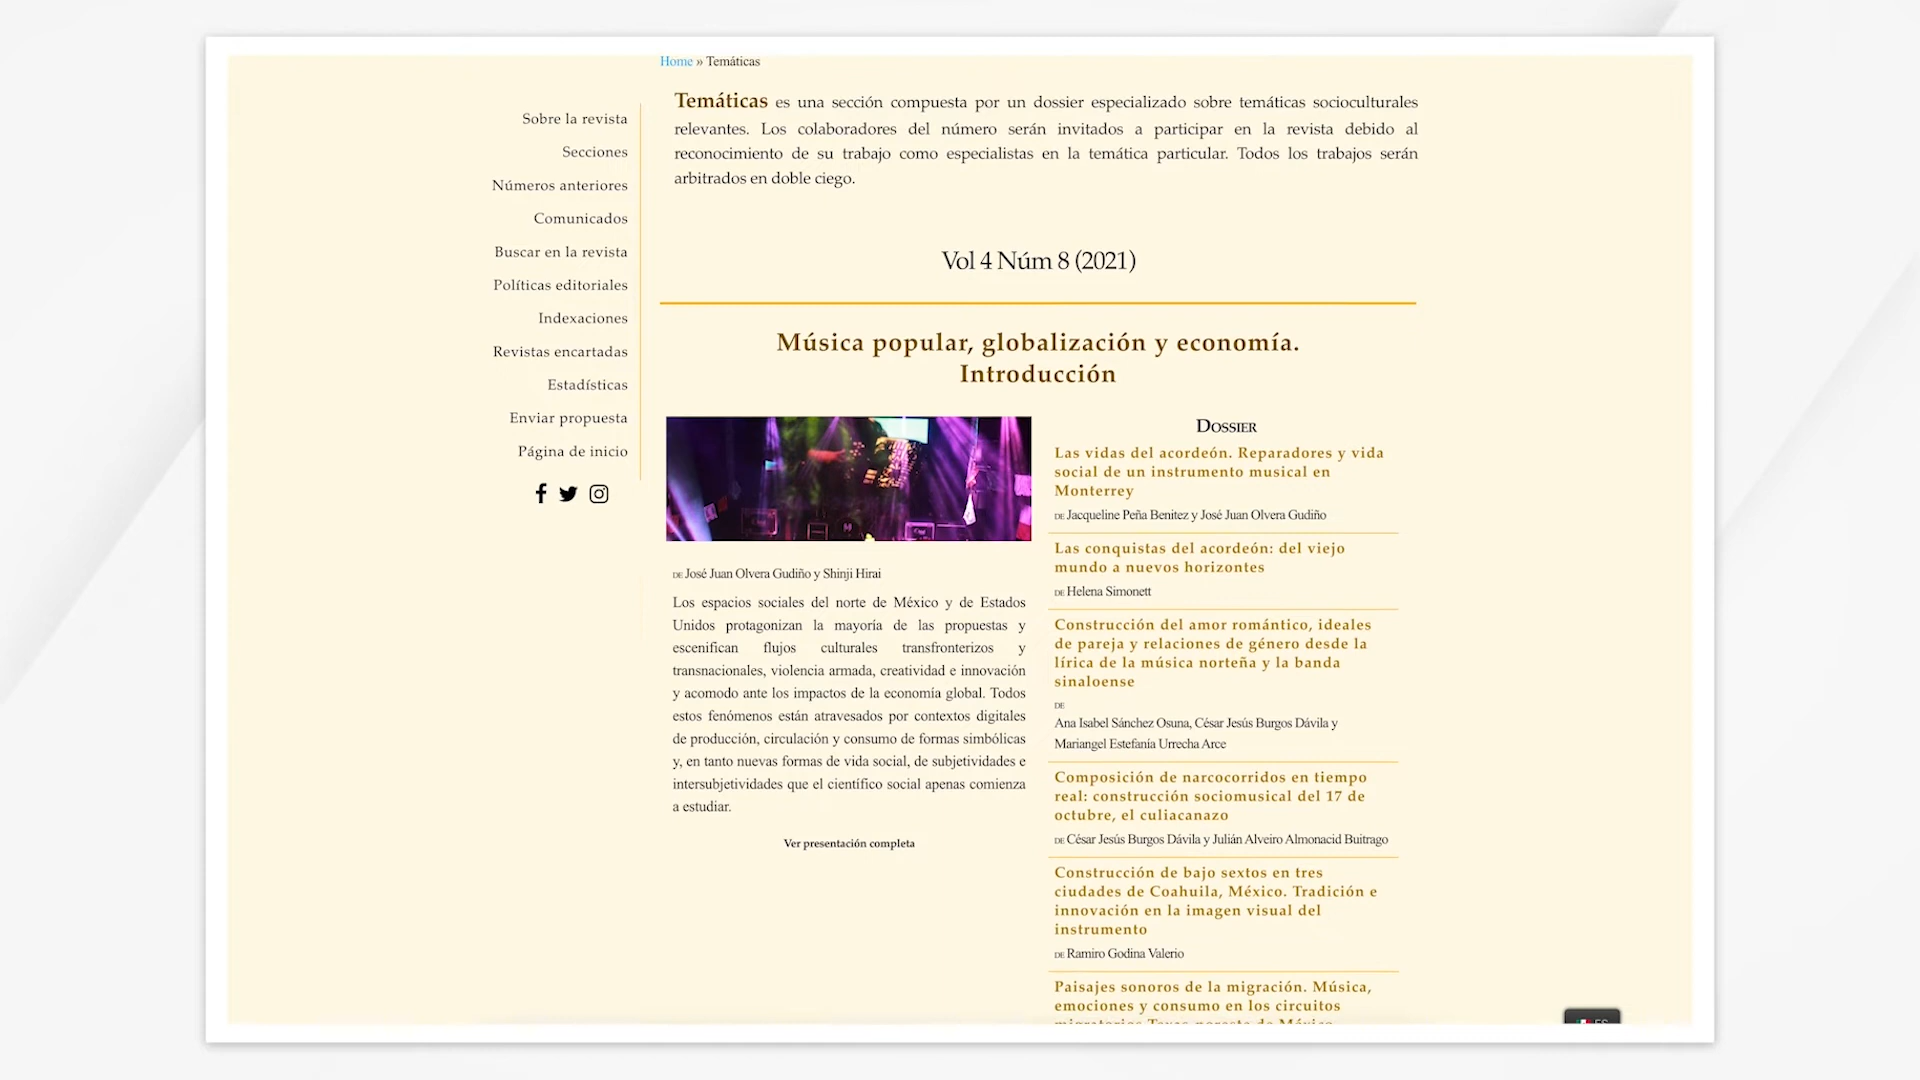 Home » Temáticas
Sobre la revista
Secciones
Números anteriores
Comunicados
Buscar en la revista
Políticas editoriales
Indexaciones
Revistas encartadas
Estadísticas
Enviar propuesta
Página de inicio
Temáticas es una sección compuesta por un dossier especializado sobre temáticas socioculturales
relevantes. Los colaboradores del número serán invitados a participar en la revista debido al
reconocimiento de su trabajo como especialistas en la temática particular. Todos los trabajos serán
arbitrados en doble ciego.
Vol 4 Núm 8 (2021)
Música popular, globalización y economía.
Introducción
DE José Juan Olvera Gudiño y Shinji Hirai
Los espacios sociales del norte de México y de Estados
Unidos protagonizan la mayoría de las propuestas y
escenifican flujos culturales transfronterizos y
transnacionales, violencia armada, creatividad e innovación
y acomodo ante los impactos de la economía global. Todos
estos fenómenos están atravesados por contextos digitales
de producción, circulación y consumo de formas simbólicas
y, en tanto nuevas formas de vida social, de subjetividades e
intersubjetividades que el científico social apenas comienza
a estudiar.
Ver presentación completa
DOSSIER
Las vidas del acordeón. Reparadores y vida
social de un instrumento musical en
Monterrey
DE Jacqueline Peña Benitez y José Juan Olvera Gudiño
Las conquistas del acordeón: del viejo
mundo a nuevos horizontes
DE Helena Simonett
Construcción del amor romántico, ideales
de pareja y relaciones de género desde la
lírica de la música norteña y la banda
sinaloense
DE
Ana Isabel Sánchez Osuna, César Jesús Burgos Dávila y
Mariangel Estefanía Urrecha Arce
Composición de narcocorridos en tiempo
real: construcción sociomusical del 17 de
octubre, el culiacanazo
DE César Jesús Burgos Dávila y Julián Alveiro Almonacid Buitrago
Construcción de bajo sextos en tres
ciudades de Coahuila, México. Tradición e
innovación en la imagen visual del
instrumento
DE Ramiro Godina Valerio
Paisajes sonoros de la migración. Música,
emociones y consumo en los circuitos
migratorios Texas-noreste de México
ES